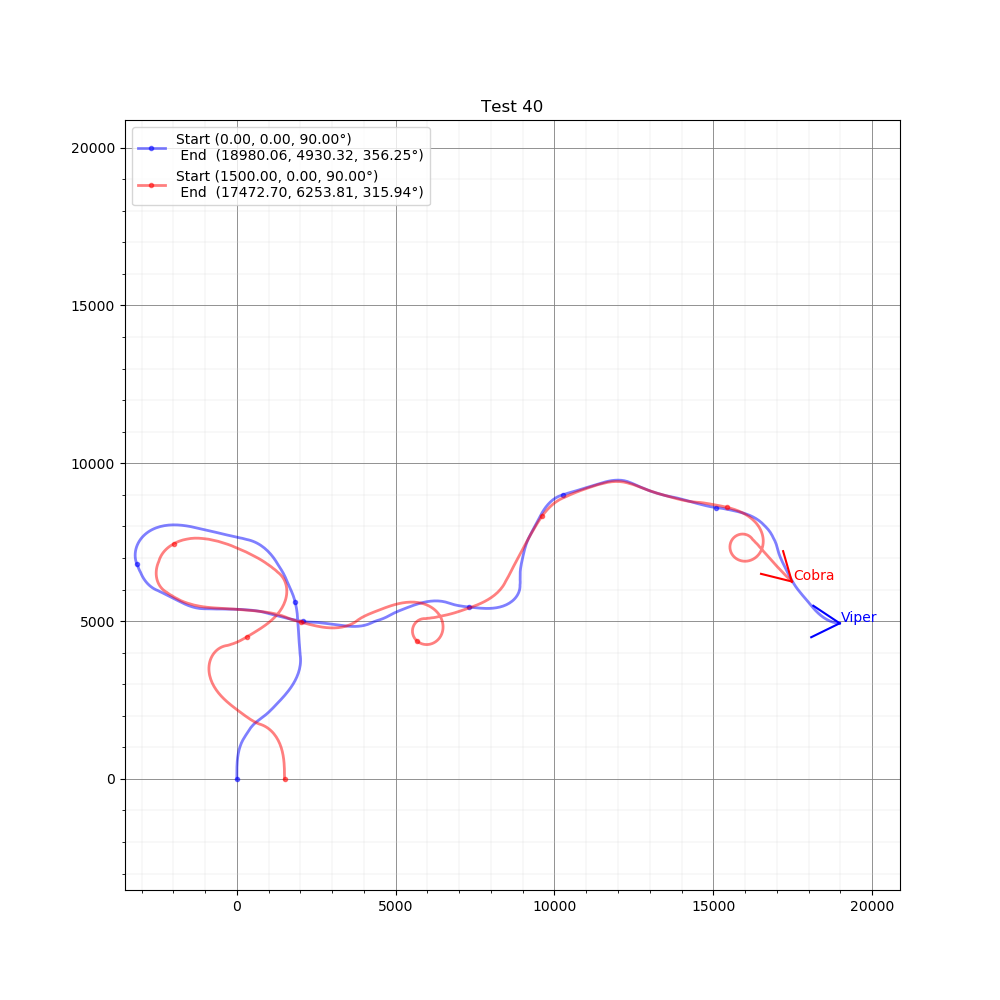 Test 40
Start (0.00, 0.00, 90.00°)
End (18980.06, 4930.32, 356.25°)
Start (1500.00, 0.00, 90.00°)
End (17472.70, 6253.81, 315.94°)
20000
15000
10000
5000
0
Cobra
Viper
0
5000
10000
15000
20000